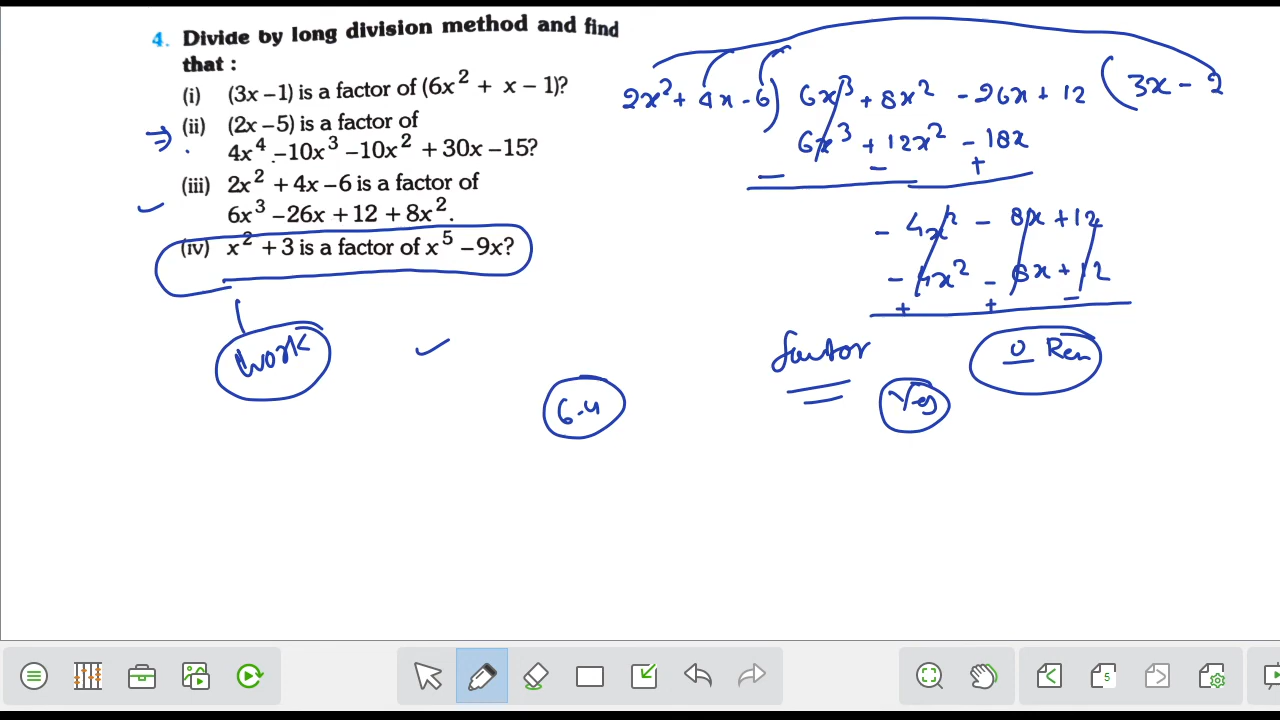 4. Divide by long division method and find
that :
(i) (3x – 1) is a factor of (6x² + x – 1)?
(ii) (2x – 5) is a factor of
4x⁴ – 10x³ – 10x² + 30x – 15?
(iii) 2x² + 4x – 6 is a factor of
6x³ – 26x + 12 + 8x².
(iv) x² + 3 is a factor of x⁵ – 9x?
work
6.4
2x² + 4x - 6 ) 6x³ + 8x² - 26x + 12 ( 3x - 2
6x³ + 12x² - 18x
- - +
- 4x² - 8x + 12
- 4x² - 8x + 12
+ + -
factor 0 Rem
Yes
5